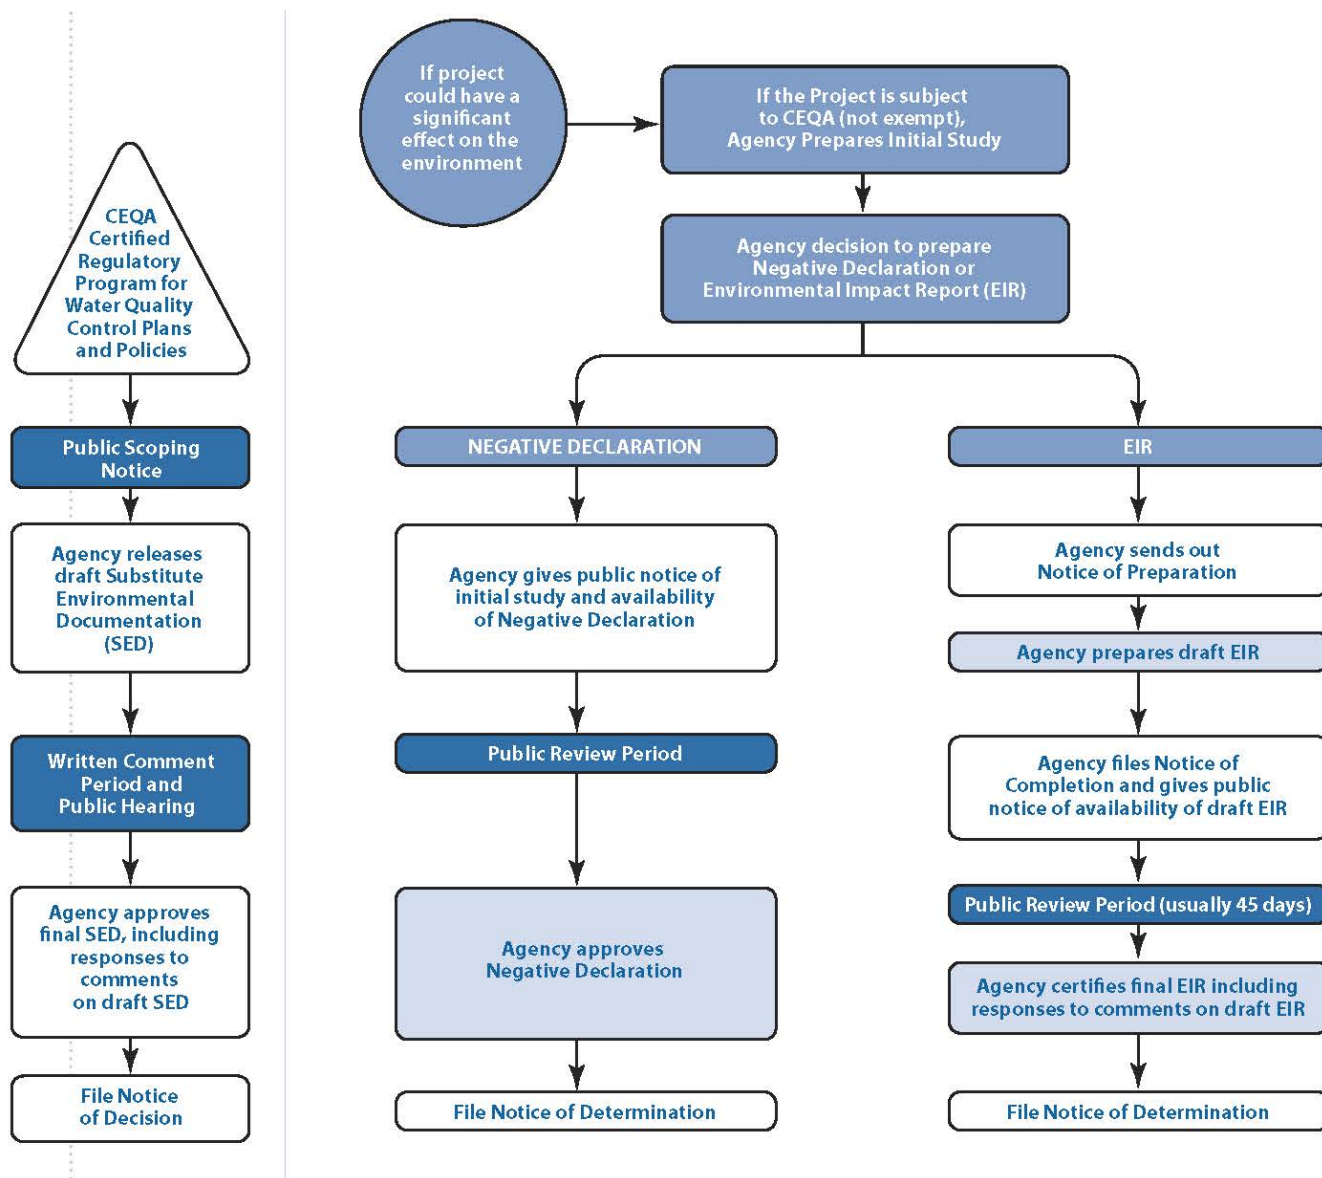 CEQA
Certified
Regulatory
Program for
Water Quality
Control Plans
and Policies
Public Scoping
Notice
Agency releases
draft Substitute
Environmental
Documentation
(SED)
Written Comment
Period and
Public Hearing
Agency approves
final SED, including
responses to
comments
on draft SED
File Notice
of Decision
If project
could have a
significant
effect on the
environment
If the Project is subject
to CEQA (not exempt),
Agency Prepares Initial Study
Agency decision to prepare
Negative Declaration or
Environmental Impact Report (EIR)
NEGATIVE DECLARATION
Agency gives public notice of
initial study and availability
of Negative Declaration
Public Review Period
Agency approves
Negative Declaration
File Notice of Determination
EIR
Agency sends out
Notice of Preparation
Agency prepares draft EIR
Agency files Notice of
Completion and gives public
notice of availability of draft EIR
Public Review Period (usually 45 days)
Agency certifies final EIR including
responses to comments on draft EIR
File Notice of Determination